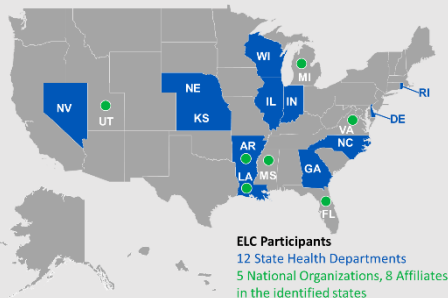 WI
MI
NV
NE
IL
IN
RI
UT
KS
DE
VA
AR
NC
MS
GA
LA
FL
ELC Participants
12 State Health Departments
5 National Organizations, 8 Affiliates
in the identified states